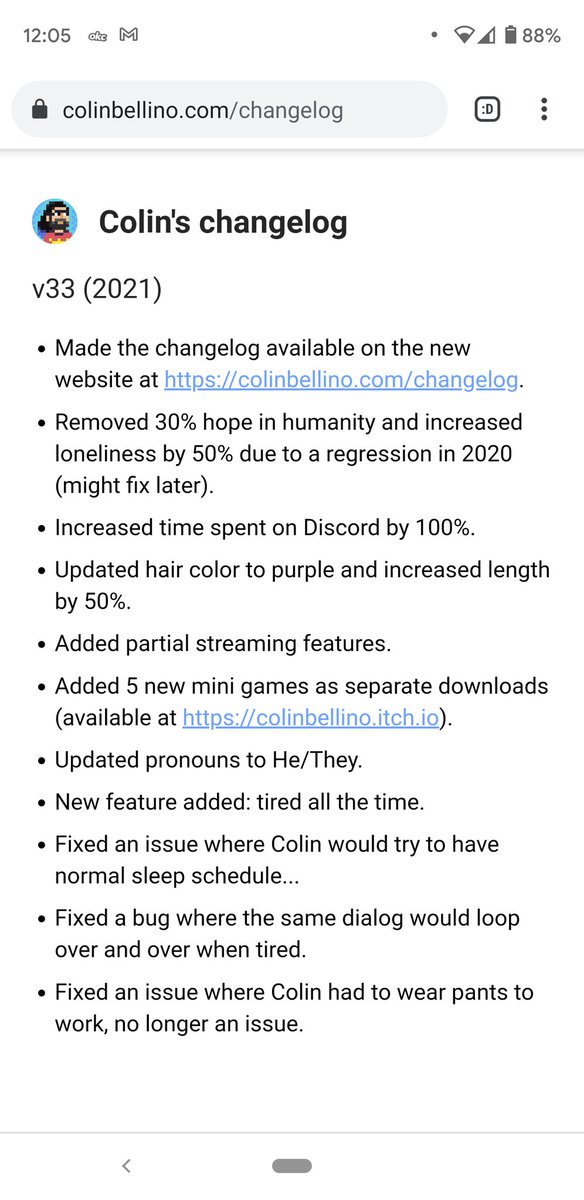 12:05
88%
colinbellino.com/changelog
:D
Colin's changelog
v33 (2021)
• Made the changelog available on the new
website at https://colinbellino.com/changelog.
• Removed 30% hope in humanity and increased
loneliness by 50% due to a regression in 2020
(might fix later).
• Increased time spent on Discord by 100%.
• Updated hair color to purple and increased length
by 50%.
• Added partial streaming features.
• Added 5 new mini games as separate downloads
(available at https://colinbellino.itch.io).
• Updated pronouns to He/They.
• New feature added: tired all the time.
• Fixed an issue where Colin would try to have
normal sleep schedule...
• Fixed a bug where the same dialog would loop
over and over when tired.
• Fixed an issue where Colin had to wear pants to
work, no longer an issue.